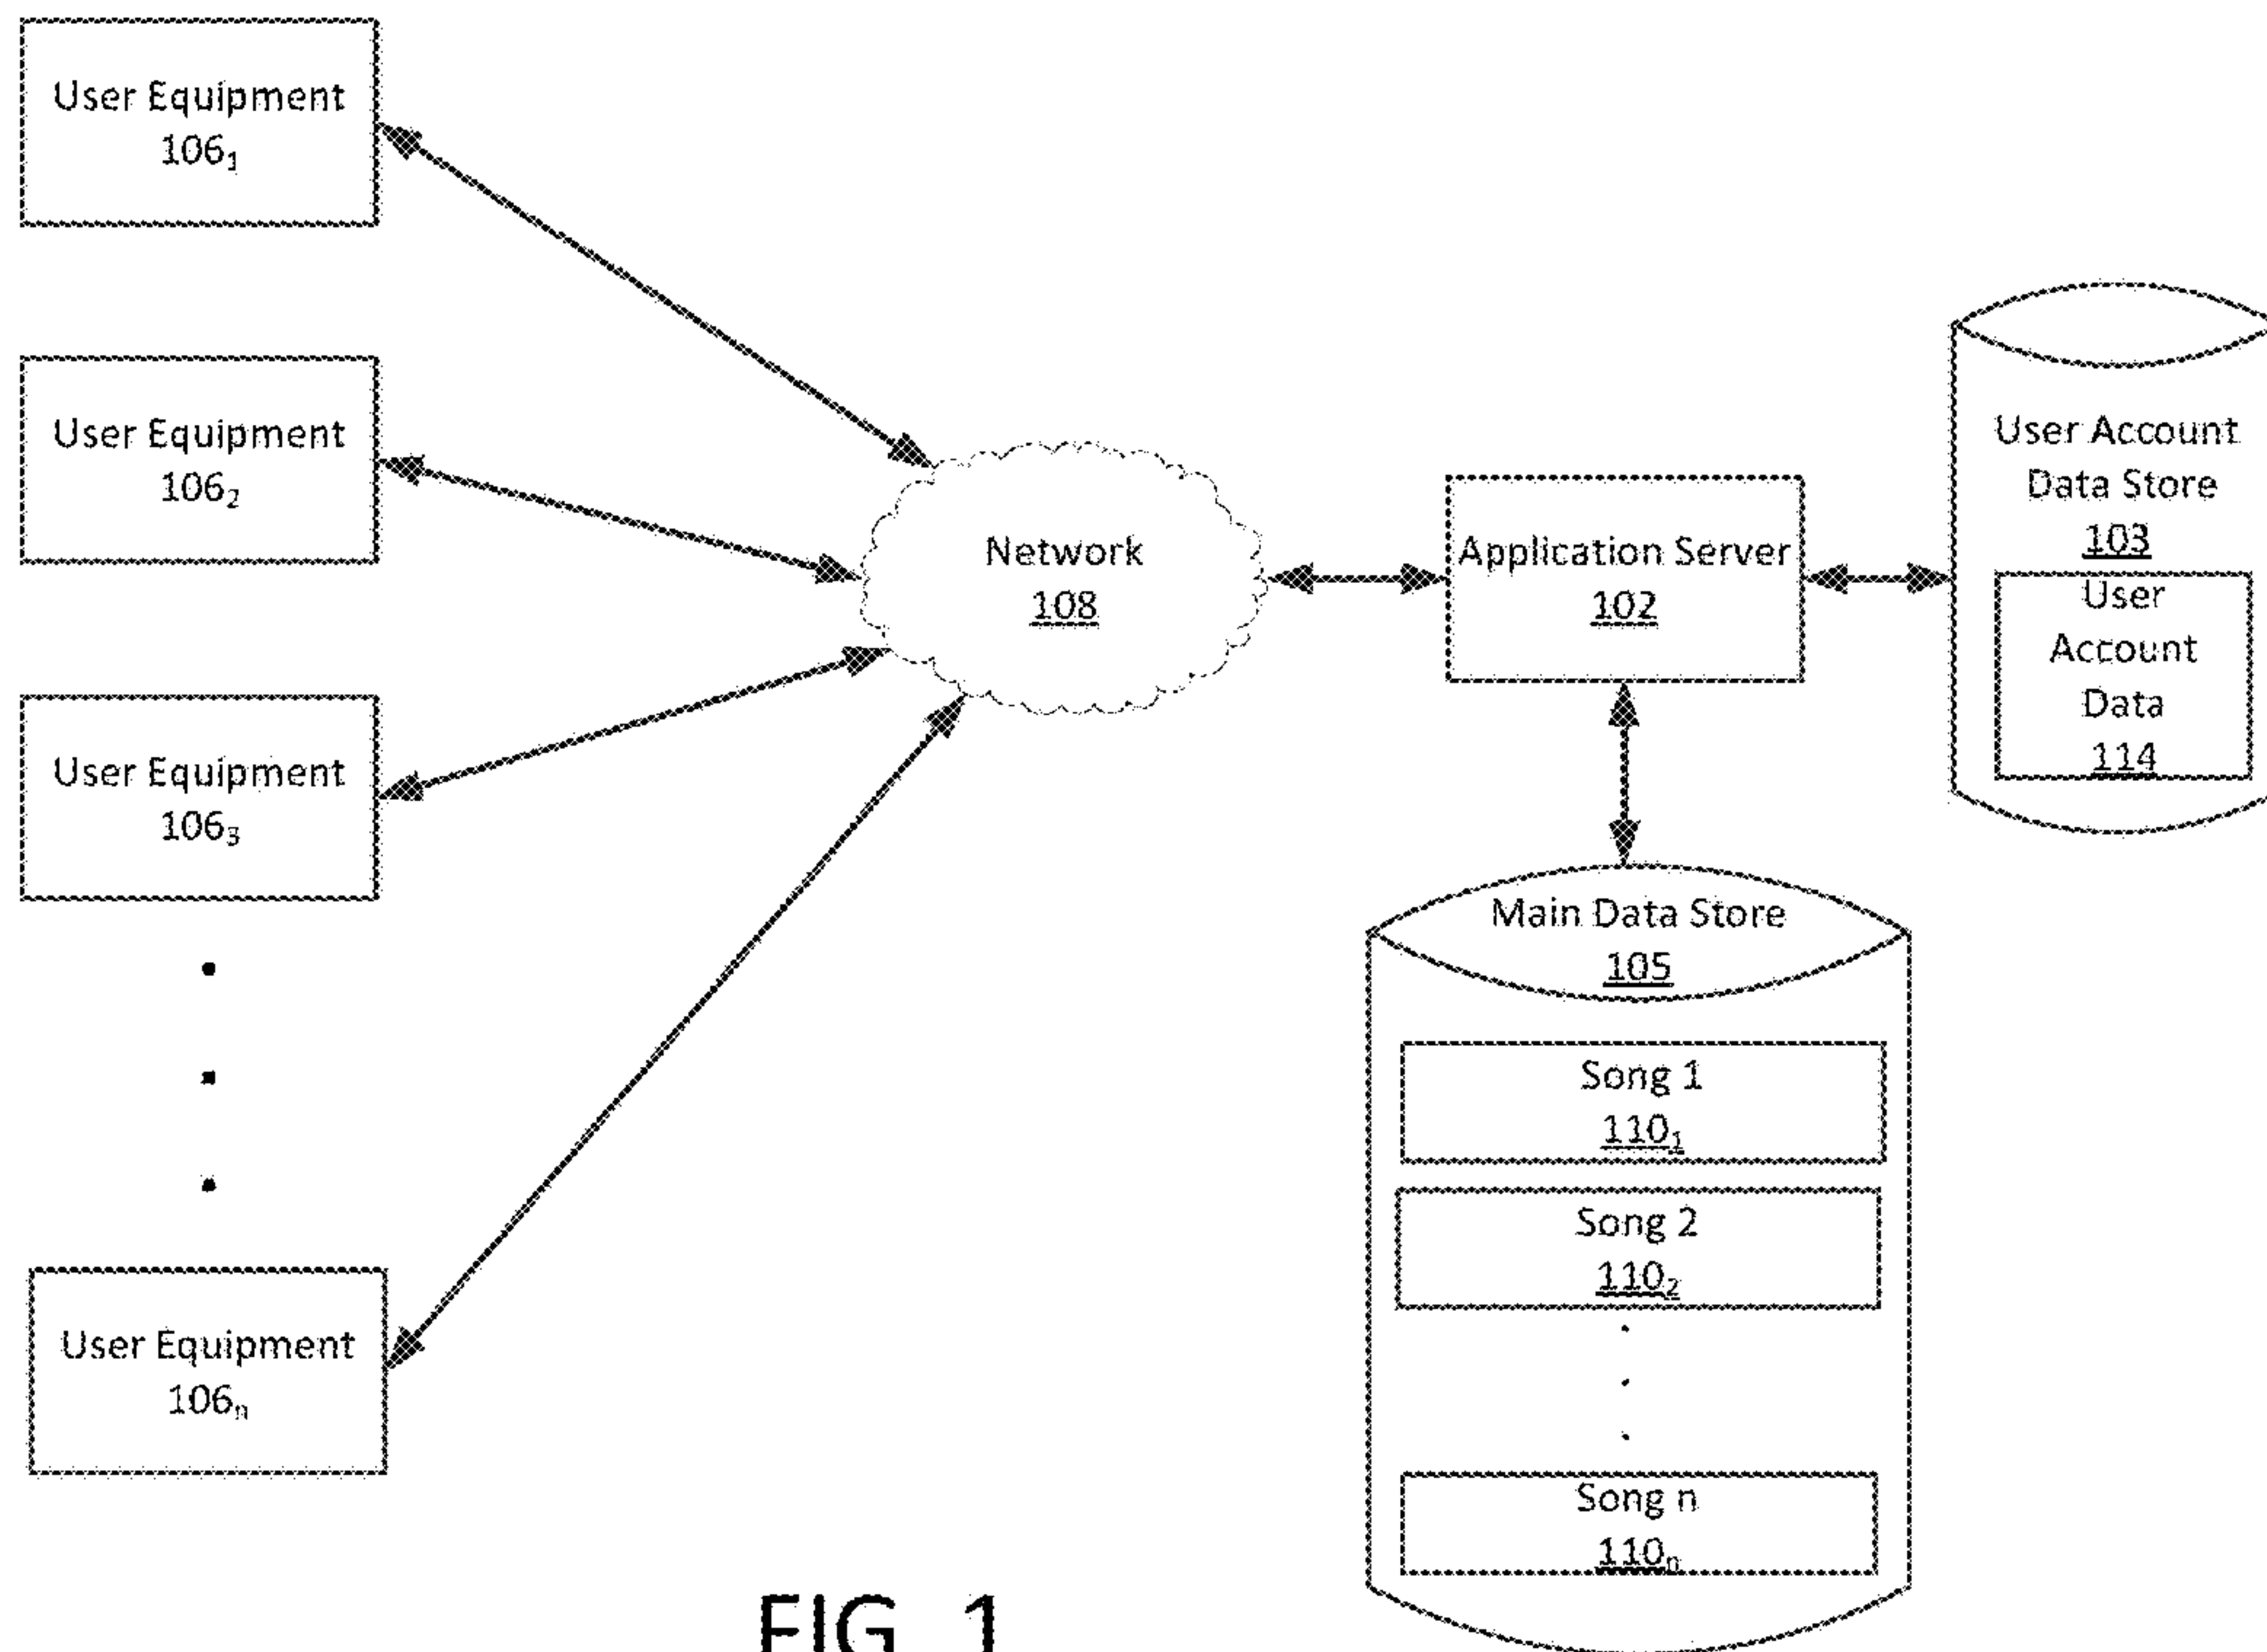 User Equipment
106₁
User Equipment
106₂
User Equipment
106₃
User Equipment
106ₙ
Network
108
Application Server
102
User Account
Data Store
103
User
Account
Data
114
Main Data Store
105
Song 1
110₁
Song 2
110₂
Song n
110ₙ
FIG. 1